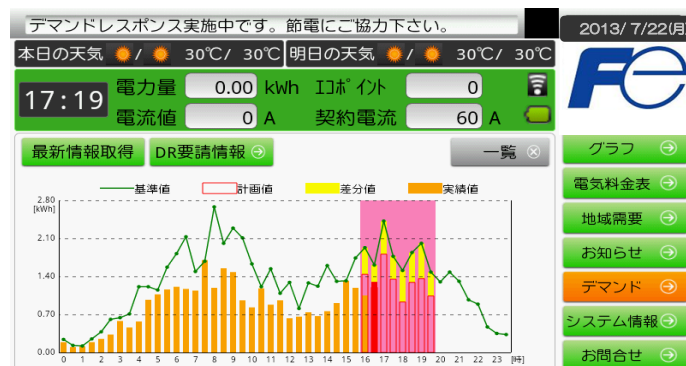 デマンドレスポンス実施中です。節電にご協力下さい。
2013/ 7/22(月
本日の天気 / 30℃/ 30℃ 明日の天気 / 30℃/ 30℃
17:19
電力量 0.00 kWh ｴｺﾎﾟｲﾝﾄ 0
電流値 0 A 契約電流 60 A
Fe
最新情報取得 DR要請情報 一覧
グラフ
電気料金表
地域需要
お知らせ
デマンド
システム情報
お問合せ
基準値 計画値 差分値 実績値
2.80
[kWh]
2.10
1.40
0.70
0.00
0 1 2 3 4 5 6 7 8 9 10 11 12 13 14 15 16 17 18 19 20 21 22 23 [時]